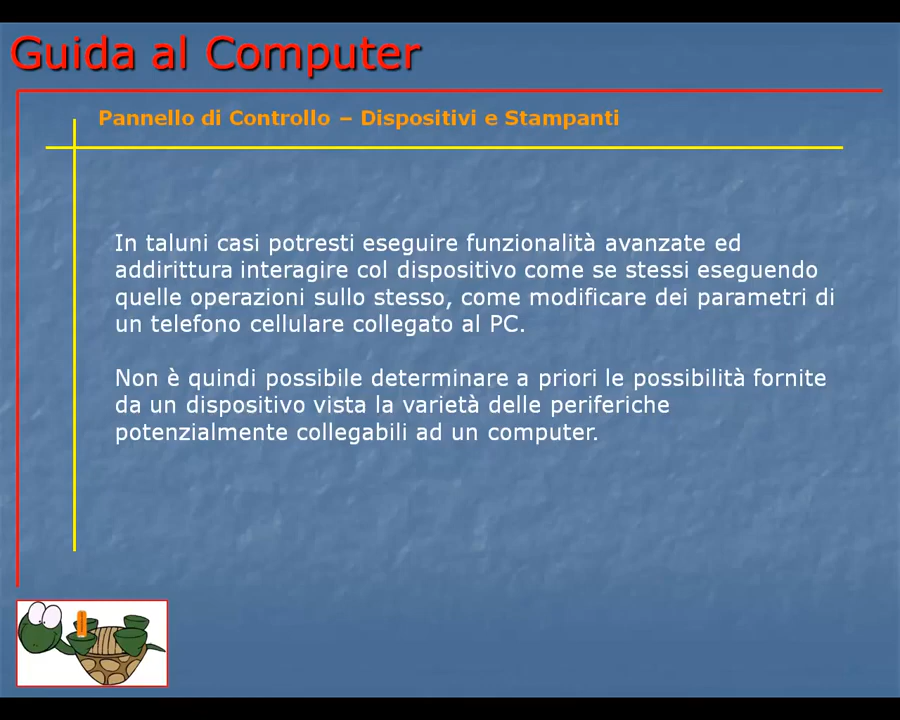 Guida al Computer
Pannello di Controllo – Dispositivi e Stampanti
In taluni casi potresti eseguire funzionalità avanzate ed
addirittura interagire col dispositivo come se stessi eseguendo
quelle operazioni sullo stesso, come modificare dei parametri di
un telefono cellulare collegato al PC.
Non è quindi possibile determinare a priori le possibilità fornite
da un dispositivo vista la varietà delle periferiche
potenzialmente collegabili ad un computer.